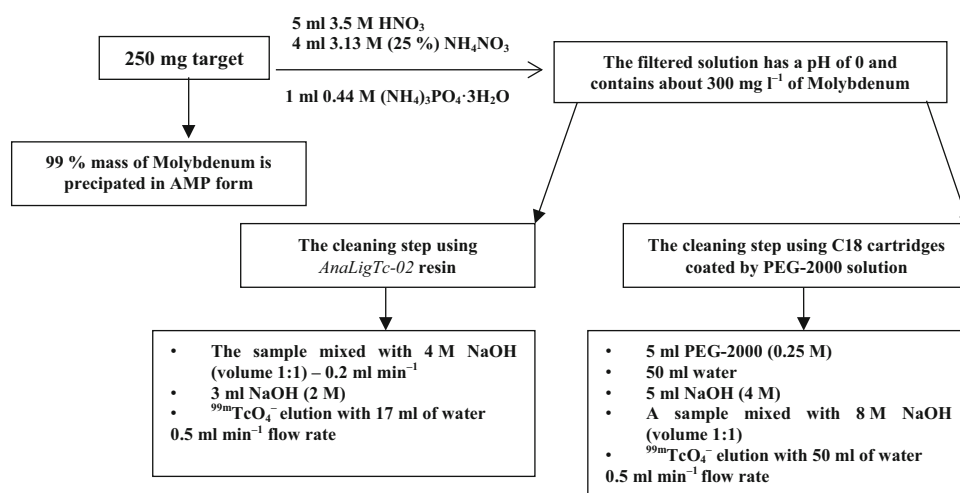 250 mg target
5 ml 3.5 M HNO₃
4 ml 3.13 M (25 %) NH₄NO₃
1 ml 0.44 M (NH₄)₃PO₄·3H₂O
The filtered solution has a pH of 0 and
contains about 300 mg l⁻¹ of Molybdenum
99 % mass of Molybdenum is
precipated in AMP form
The cleaning step using
AnaLigTc-02 resin
The cleaning step using C18 cartridges
coated by PEG-2000 solution
• The sample mixed with 4 M NaOH
(volume 1:1) – 0.2 ml min⁻¹
• 3 ml NaOH (2 M)
• ⁹⁹ᵐTcO₄⁻ elution with 17 ml of water
0.5 ml min⁻¹ flow rate
• 5 ml PEG-2000 (0.25 M)
• 50 ml water
• 5 ml NaOH (4 M)
• A sample mixed with 8 M NaOH
(volume 1:1)
• ⁹⁹ᵐTcO₄⁻ elution with 50 ml of water
0.5 ml min⁻¹ flow rate